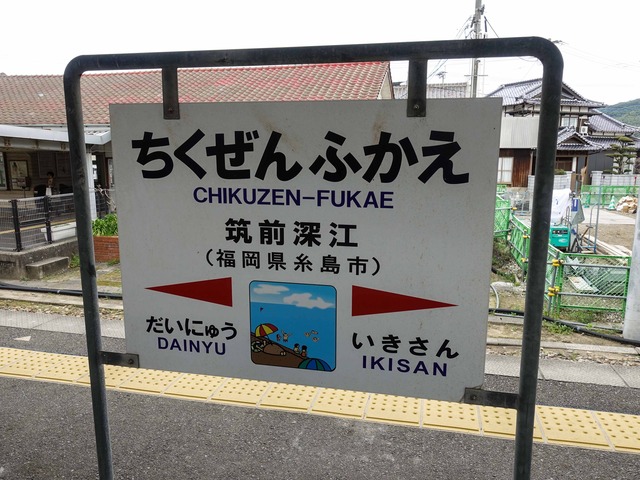 ちくぜんふかえ
CHIKUZEN-FUKAE
筑前深江
(福岡県糸島市)
だいにゅう
DAINYU
いきさん
IKISAN